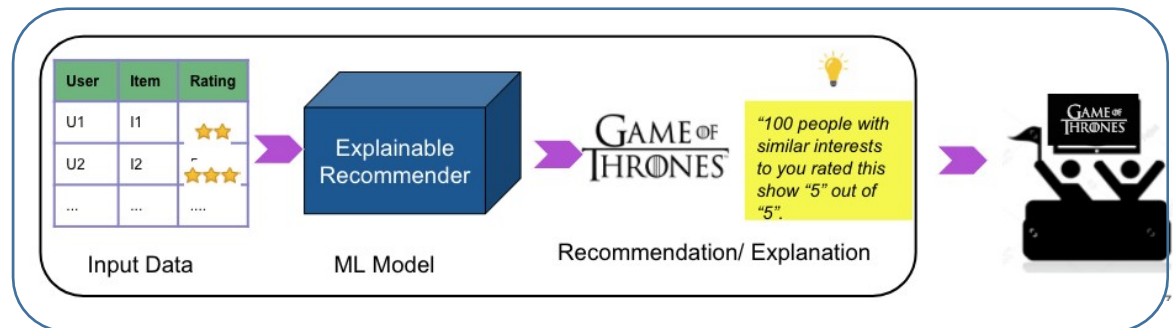 User Item Rating
U1 I1
U2 I2
... ... ....
Explainable
Recommender
GAME OF
THRONES
“100 people with
similar interests
to you rated this
show “5” out of
“5”.
GAME OF
THRONES
Input Data
ML Model
Recommendation/ Explanation